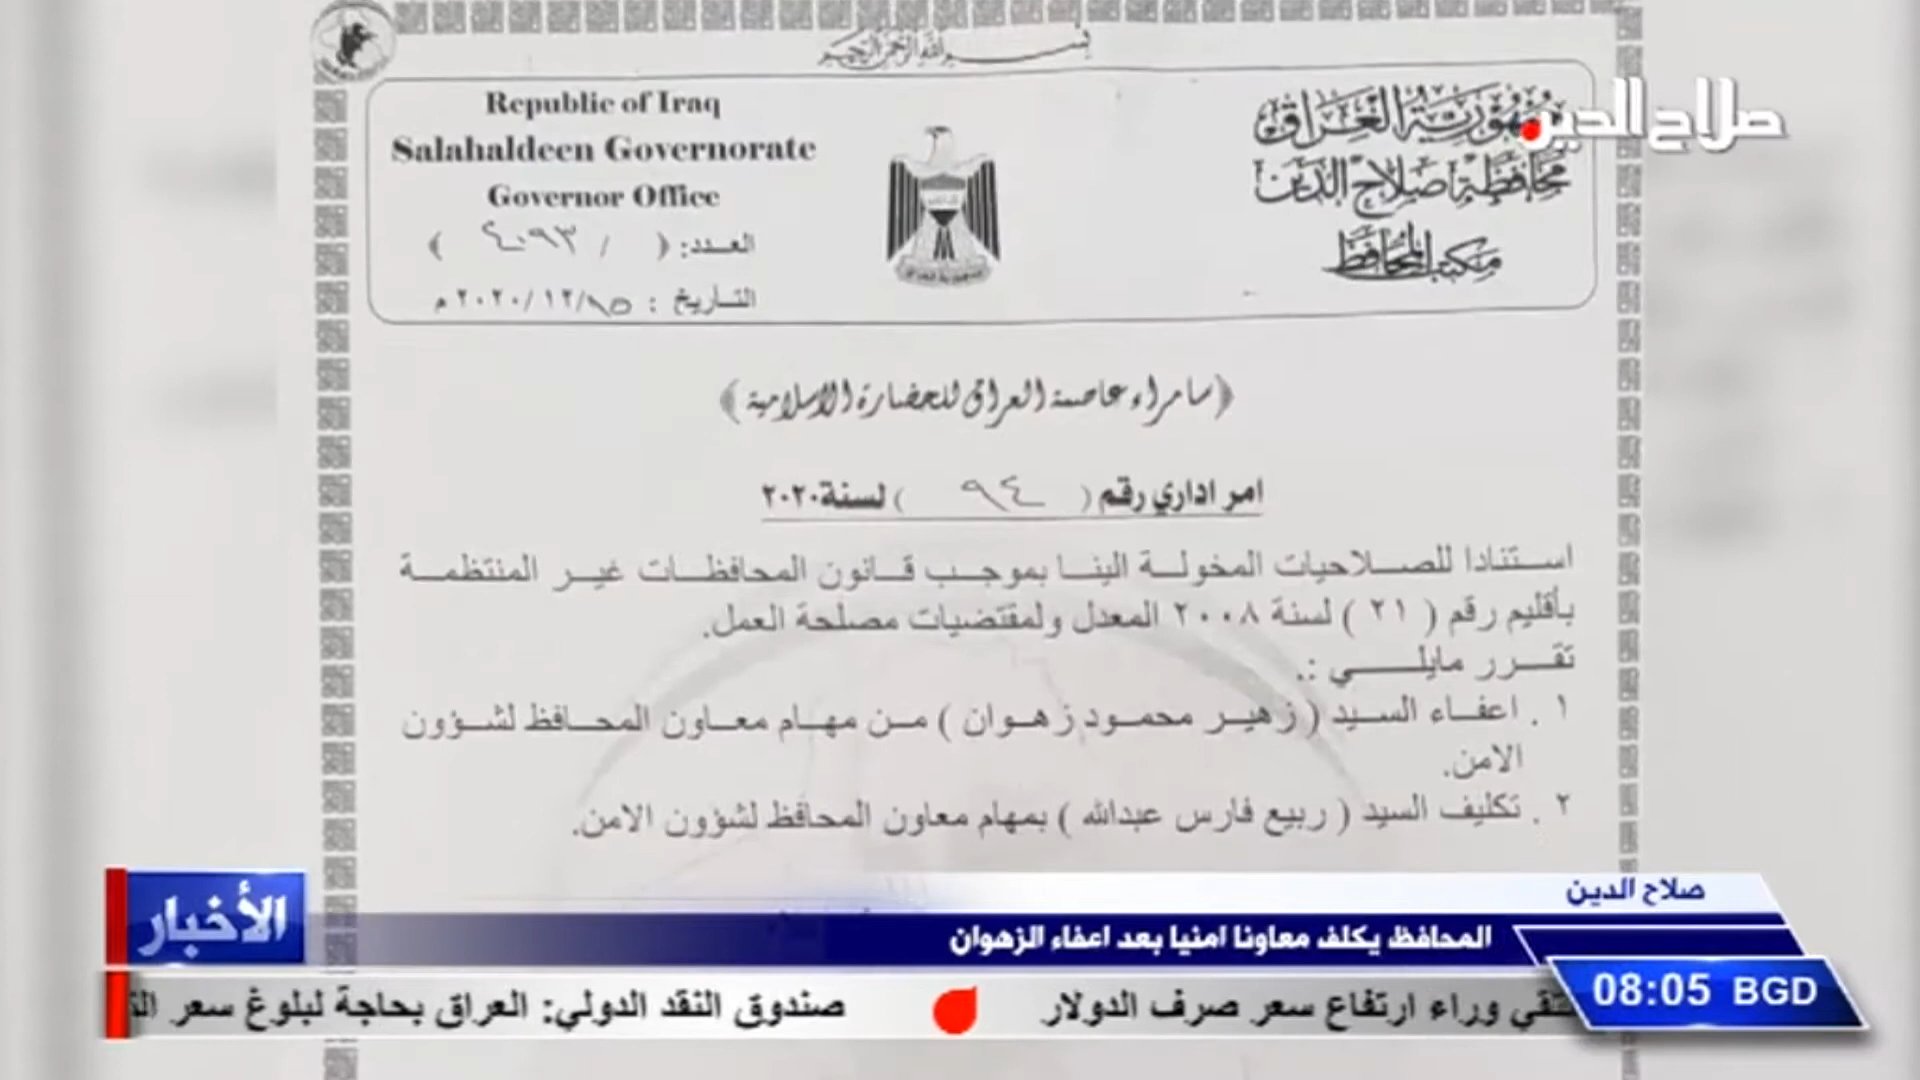 بسم الله الرحمن الرحيم
Republic of Iraq
Salahaldeen Governorate
Governor Office
العدد: ( / ٤٠٩٣ )
التاريخ : ١٥/١٢/٢٠٢٠ م
جمهورية العراق
محافظة صلاح الدين
مكتب المحافظ
صلاح الدين
(سامراء عاصمة العراق للحضارة الاسلامية)
امر اداري رقم ( ٩٤ ) لسنة ٢٠٢٠
استنادا للصلاحيات المخولة الينا بموجب قانون المحافظات غير المنتظمة
بأقليم رقم ( ٢١ ) لسنة ٢٠٠٨ المعدل ولمقتضيات مصلحة العمل.
تقرر مايلي :.
١ . اعفاء السيد ( زهير محمود زهوان ) من مهام معاون المحافظ لشؤون
الامن.
٢ . تكليف السيد ( ربيع فارس عبدالله ) بمهام معاون المحافظ لشؤون الامن.
صلاح الدين
المحافظ يكلف معاونا امنيا بعد اعفاء الزهوان
الأخبار
08:05 BGD
وراء ارتفاع سعر صرف الدولار
صندوق النقد الدولي: العراق بحاجة لبلوغ سعر